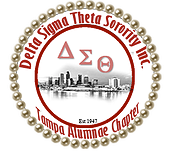 Delta Sigma Theta Sorority Inc.
ΔΣΘ
Est 1947
Tampa Alumnae Chapter